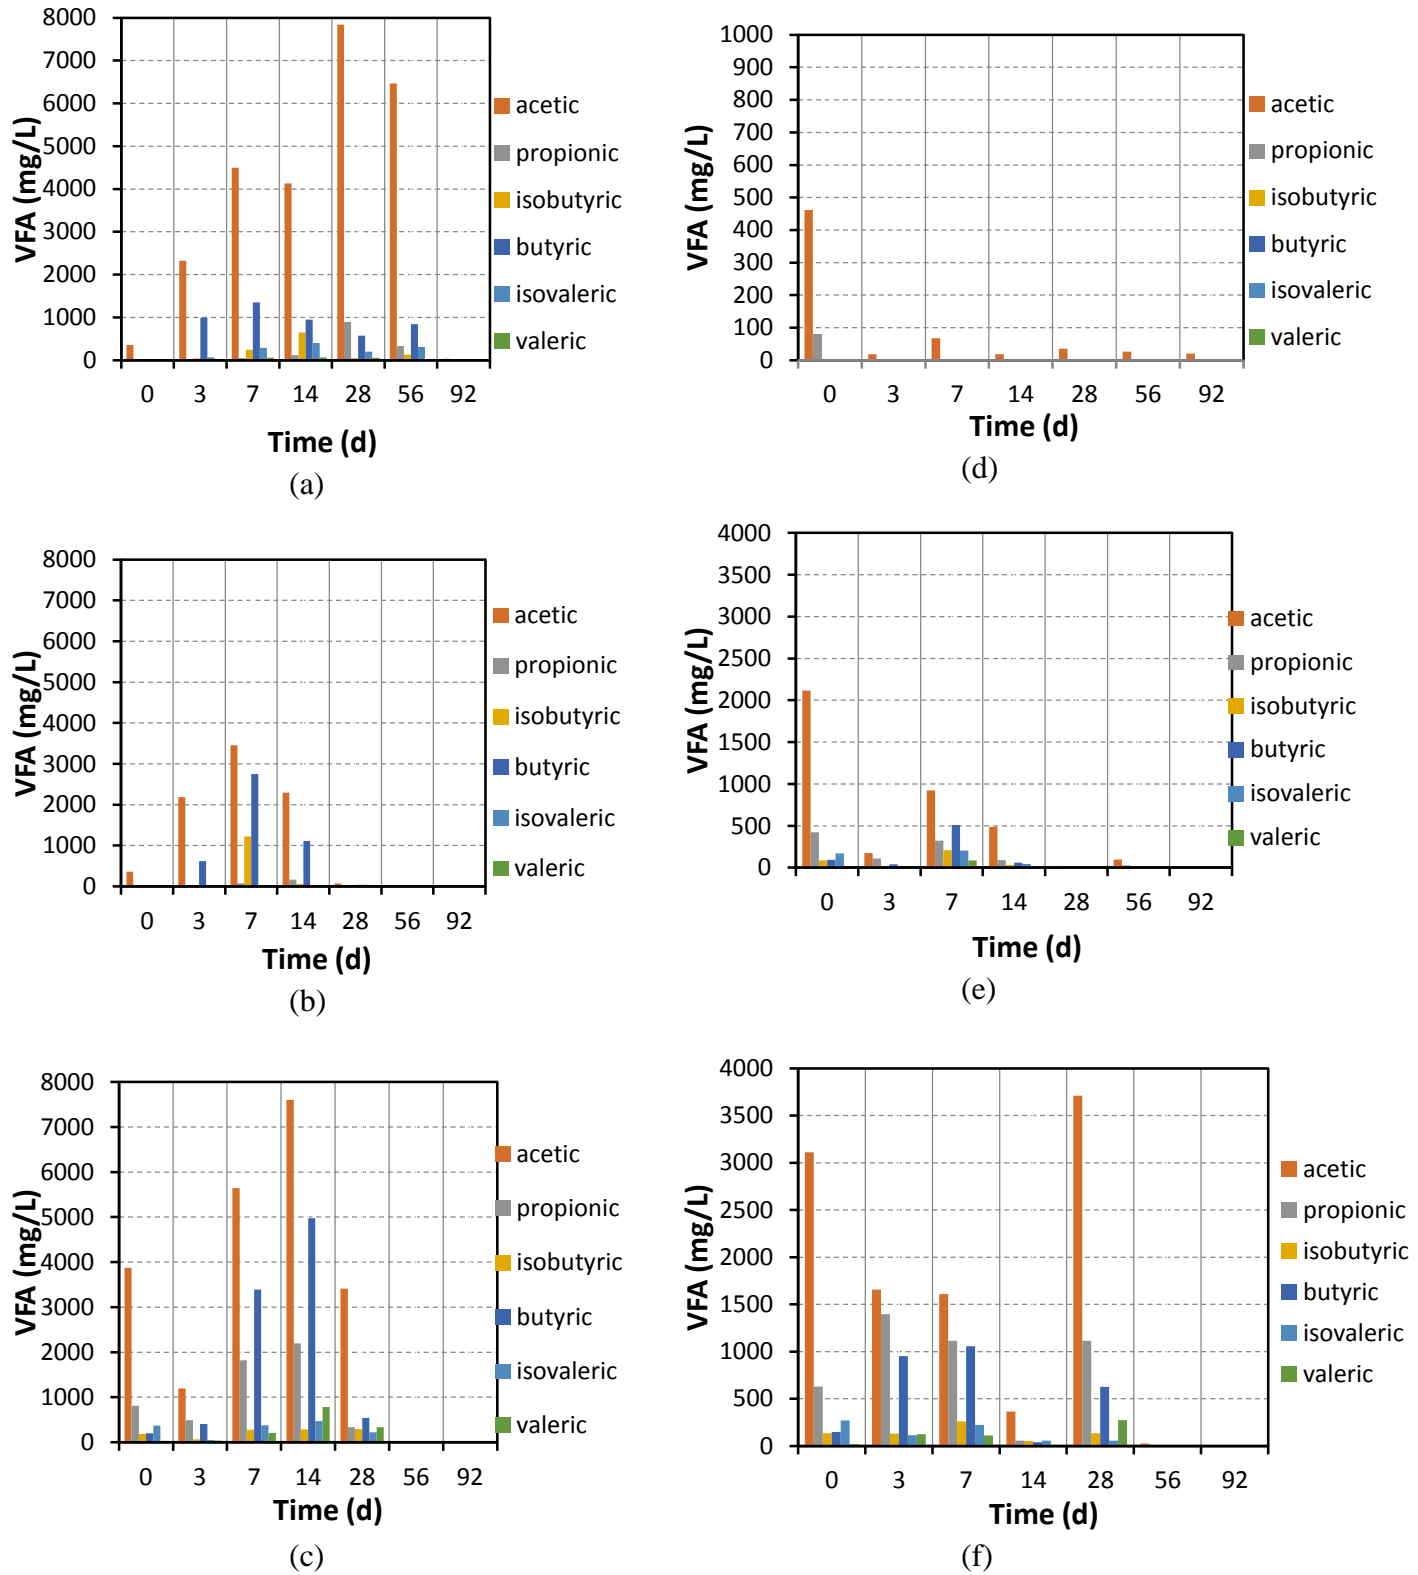 8000
7000
6000
5000
4000
3000
2000
1000
0
VFA (mg/L)
0 3 7 14 28 56 92
Time (d)
acetic
propionic
isobutyric
butyric
isovaleric
valeric
(a)
1000
900
800
700
600
500
400
300
200
100
0
VFA (mg/L)
0 3 7 14 28 56 92
Time (d)
acetic
propionic
isobutyric
butyric
isovaleric
valeric
(d)
8000
7000
6000
5000
4000
3000
2000
1000
0
VFA (mg/L)
0 3 7 14 28 56 92
Time (d)
acetic
propionic
isobutyric
butyric
isovaleric
valeric
(b)
4000
3500
3000
2500
2000
1500
1000
500
0
VFA (mg/L)
0 3 7 14 28 56 92
Time (d)
acetic
propionic
isobutyric
butyric
isovaleric
valeric
(e)
8000
7000
6000
5000
4000
3000
2000
1000
0
VFA (mg/L)
0 3 7 14 28 56 92
Time (d)
acetic
propionic
isobutyric
butyric
isovaleric
valeric
(c)
4000
3500
3000
2500
2000
1500
1000
500
0
VFA (mg/L)
0 3 7 14 28 56 92
Time (d)
acetic
propionic
isobutyric
butyric
isovaleric
valeric
(f)